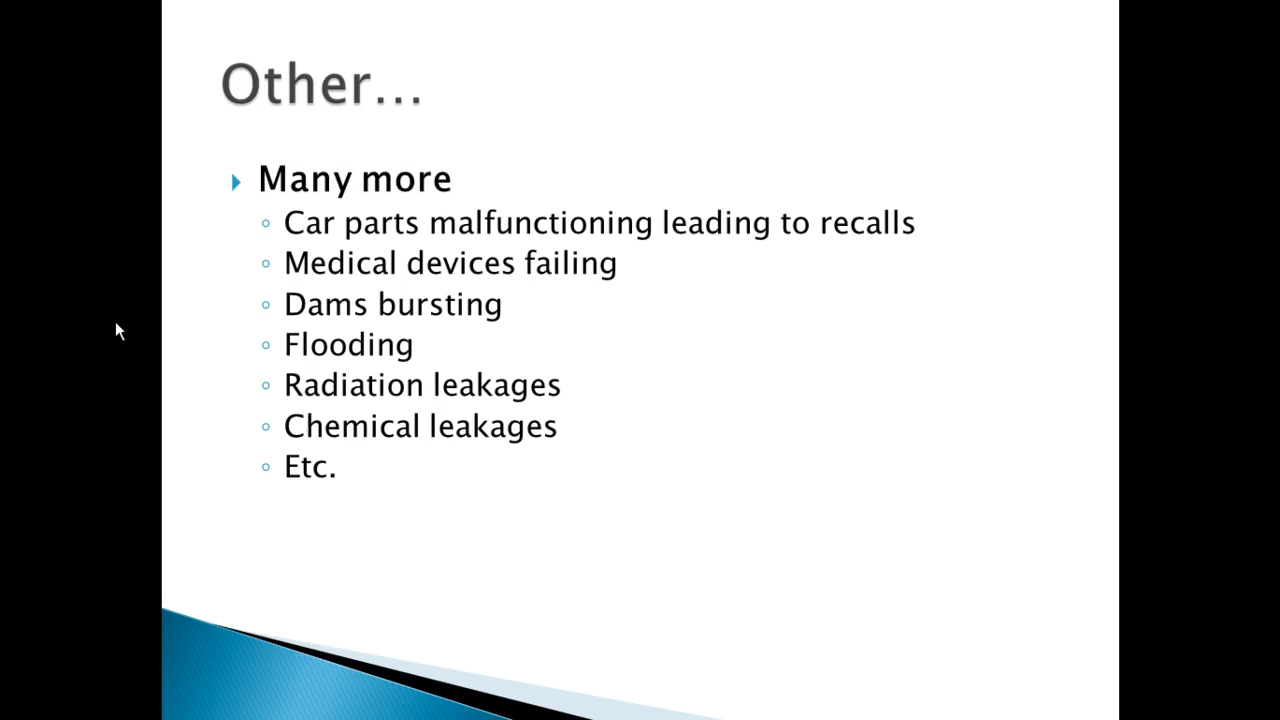 Other...
Many more
Car parts malfunctioning leading to recalls
Medical devices failing
Dams bursting
Flooding
Radiation leakages
Chemical leakages
Etc.